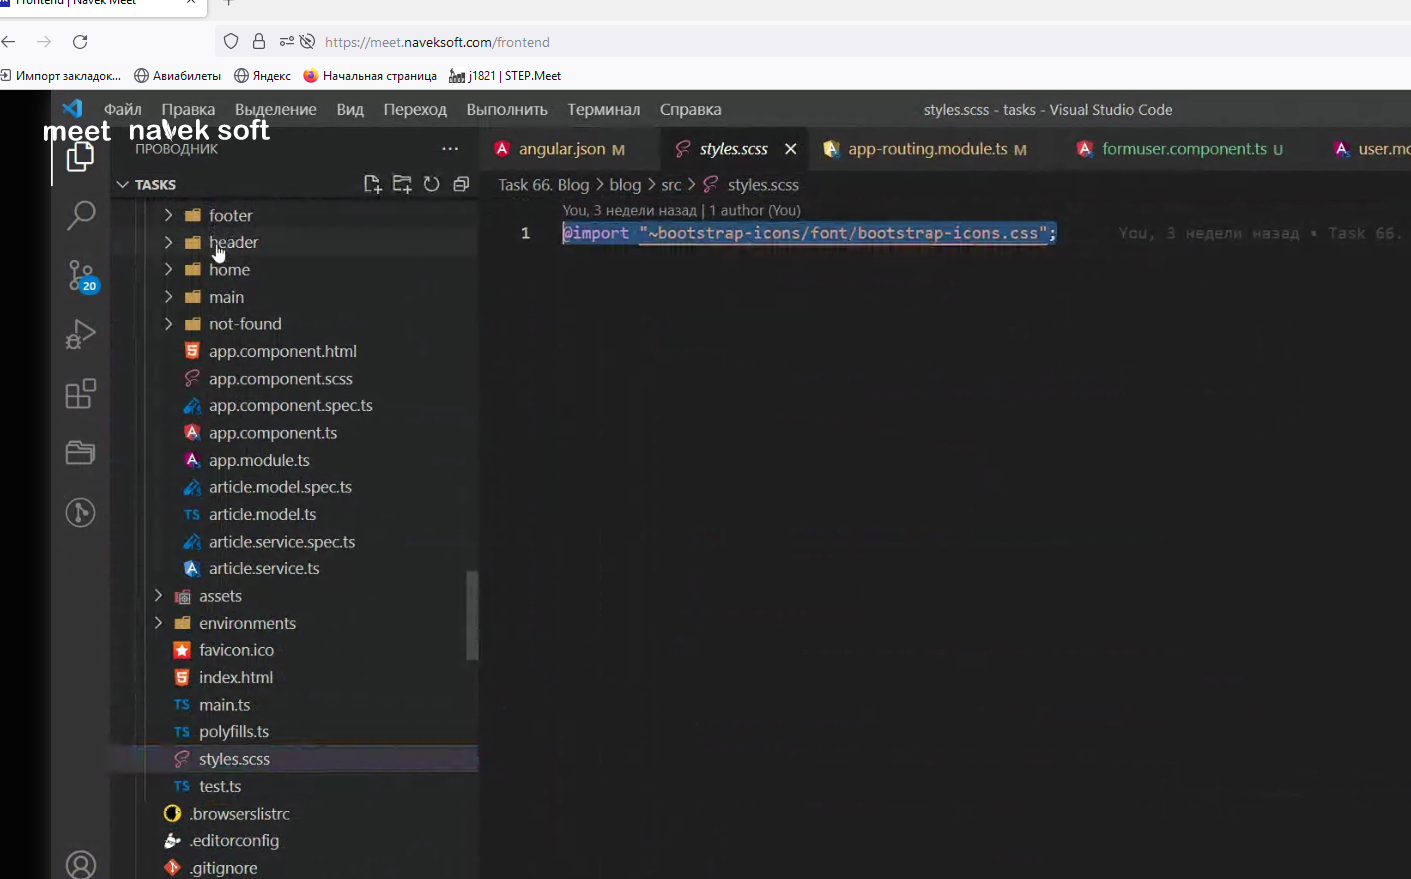 Frontend | Navek Meet
https://meet.naveksoft.com/frontend
Импорт закладок... Авиабилеты Яндекс Начальная страница j1821 | STEP.Meet
Файл Правка Выделение Вид Переход Выполнить Терминал Справка styles.scss - tasks - Visual Studio Code
meet navek soft
ПРОВОДНИК ...
angular.json M styles.scss app-routing.module.ts M formuser.component.ts U
TASKS
Task 66. Blog > blog > src > styles.scss
You, 3 недели назад | 1 author (You)
1 @import "~bootstrap-icons/font/bootstrap-icons.css"; You, 3 недели назад • Task 66.
footer
header
home
main
not-found
app.component.html
app.component.scss
app.component.spec.ts
app.component.ts
app.module.ts
article.model.spec.ts
TS article.model.ts
article.service.spec.ts
article.service.ts
assets
environments
favicon.ico
index.html
TS main.ts
TS polyfills.ts
styles.scss
TS test.ts
.browserslistrc
.editorconfig
.gitignore
20